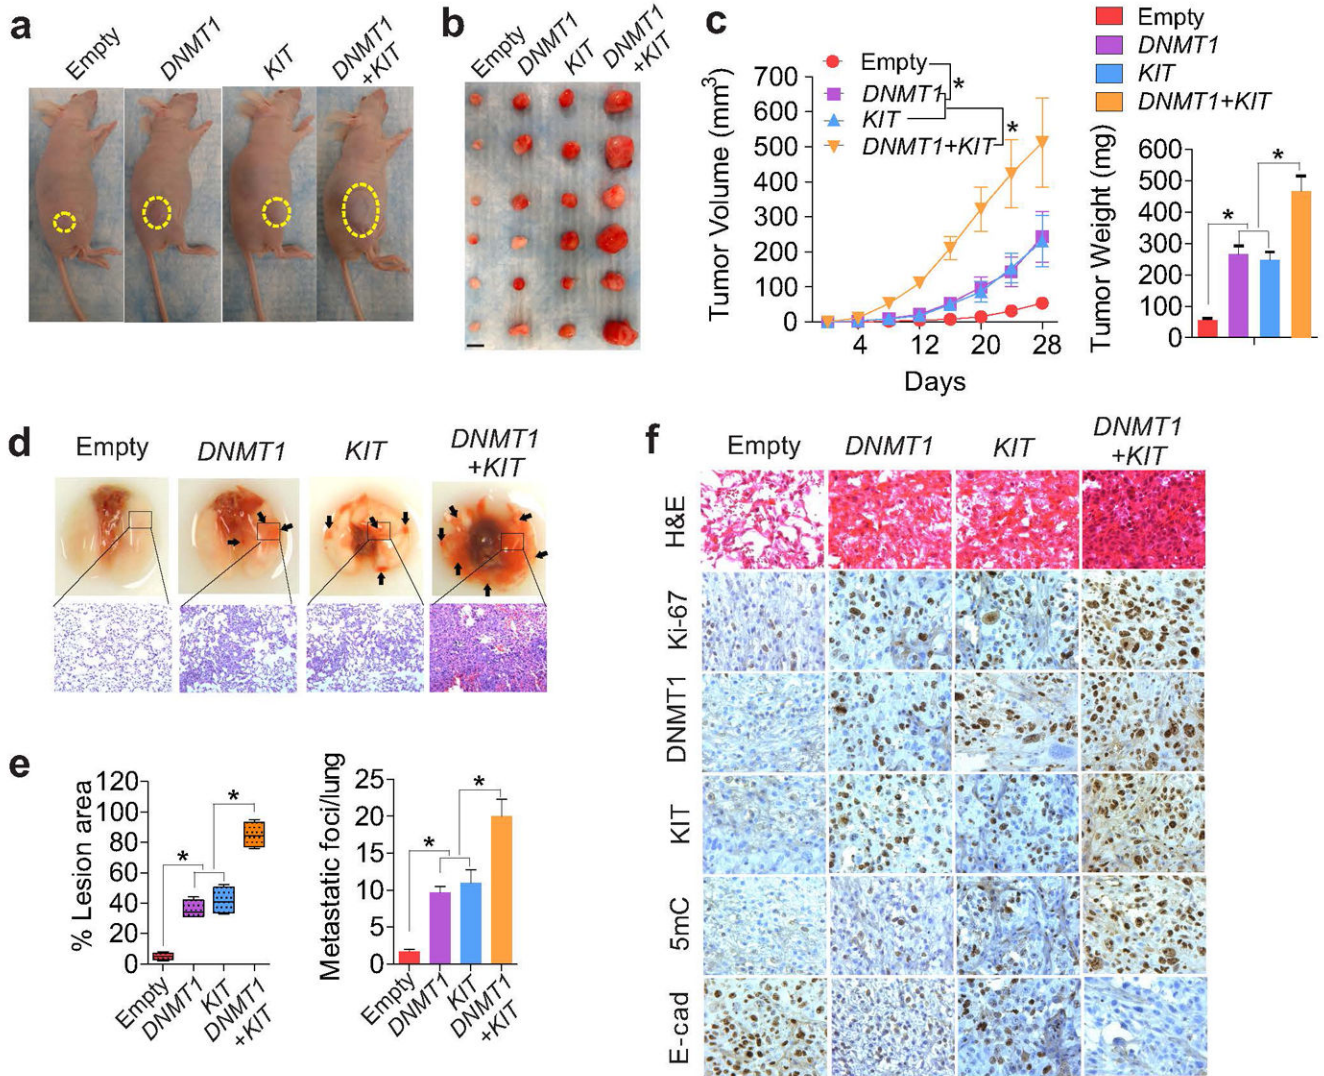 a
Empty
DNMT1
KIT
DNMT1
+KIT
b
Empty
DNMT1
KIT
DNMT1
+KIT
c
Tumor Volume (mm3)
700
600
500
400
300
200
100
0
4
12
20
28
Days
Empty
DNMT1
KIT
DNMT1+KIT
*
*
Empty
DNMT1
KIT
DNMT1+KIT
Tumor Weight (mg)
600
500
400
300
200
100
0
*
*
d
Empty
DNMT1
KIT
DNMT1
+KIT
e
% Lesion area
120
100
80
60
40
20
0
*
*
Empty
DNMT1
KIT
DNMT1
+KIT
Metastatic foci/lung
25
20
15
10
5
0
*
*
Empty
DNMT1
KIT
DNMT1
+KIT
f
Empty
DNMT1
KIT
DNMT1
+KIT
H&E
Ki-67
DNMT1
KIT
5mC
E-cad